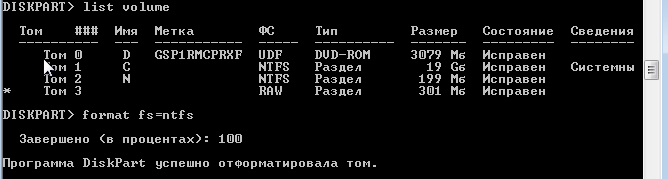 DISKPART> list volume
Том ### Имя Метка ФС Тип Размер Состояние Сведения
---------- --- ----------- ----- ---------- ------- --------- --------
Том 0 D GSP1RMCPRXF UDF DVD-ROM 3079 Мб Исправен
Том 1 C NTFS Раздел 19 Gб Исправен Системны
Том 2 N NTFS Раздел 199 Мб Исправен
* Том 3 RAW Раздел 301 Мб Исправен
DISKPART> format fs=ntfs
Завершено (в процентах): 100
Программа DiskPart успешно отформатировала том.